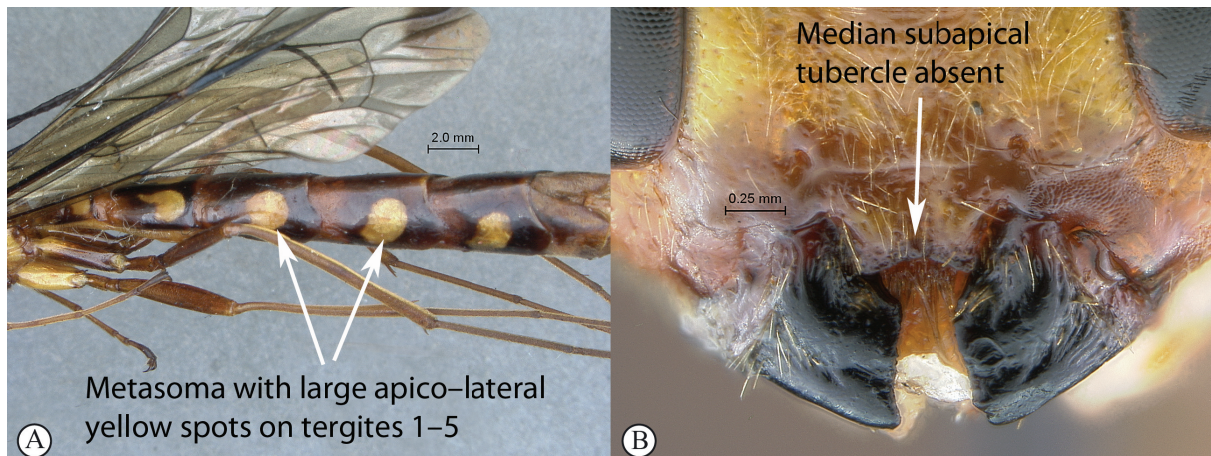 2.0 mm
Metasoma with large apico–lateral
yellow spots on tergites 1–5
A
Median subapical
tubercle absent
0.25 mm
B